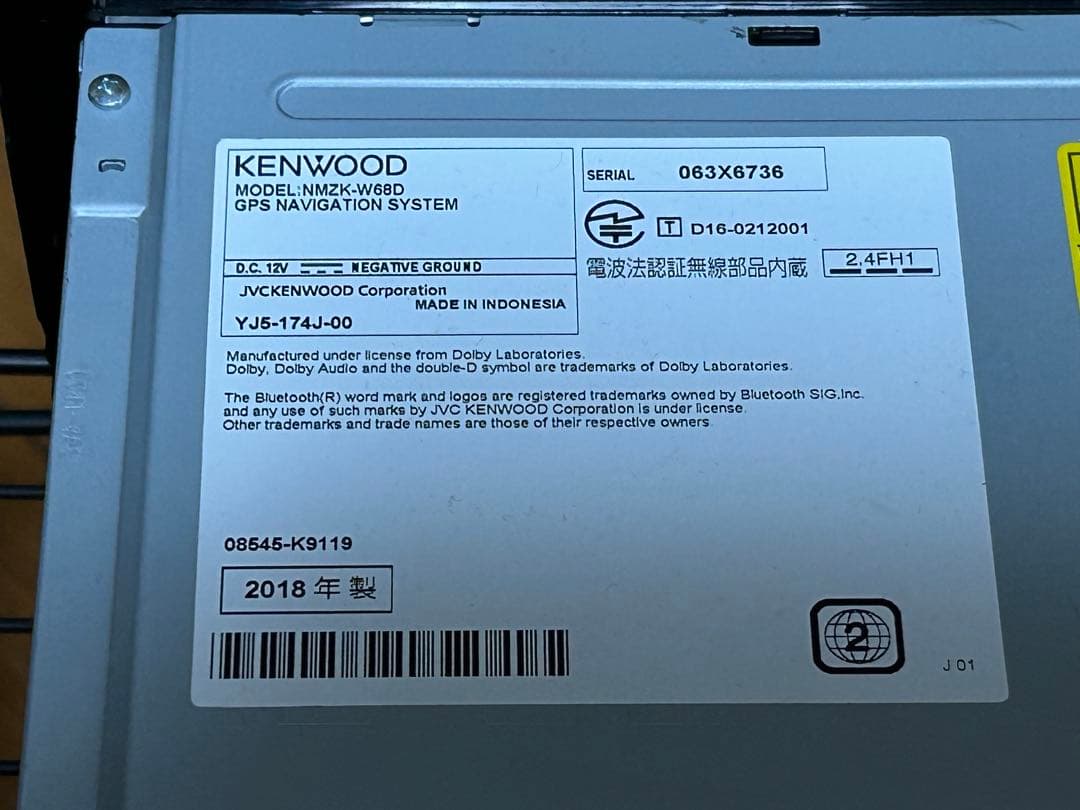 KENWOOD
MODEL:NMZK-W68D
GPS NAVIGATION SYSTEM
D.C. 12V NEGATIVE GROUND
JVCKENWOOD Corporation
MADE IN INDONESIA
YJ5-174J-00
SERIAL 063X6736
T D16-0212001
電波法認証無線部品内蔵 2.4FH1
Manufactured under license from Dolby Laboratories.
Dolby, Dolby Audio and the double-D symbol are trademarks of Dolby Laboratories.
The Bluetooth(R) word mark and logos are registered trademarks owned by Bluetooth SIG,Inc.
and any use of such marks by JVC KENWOOD Corporation is under license.
Other trademarks and trade names are those of their respective owners
08545-K9119
2018 年 製
2
J 01